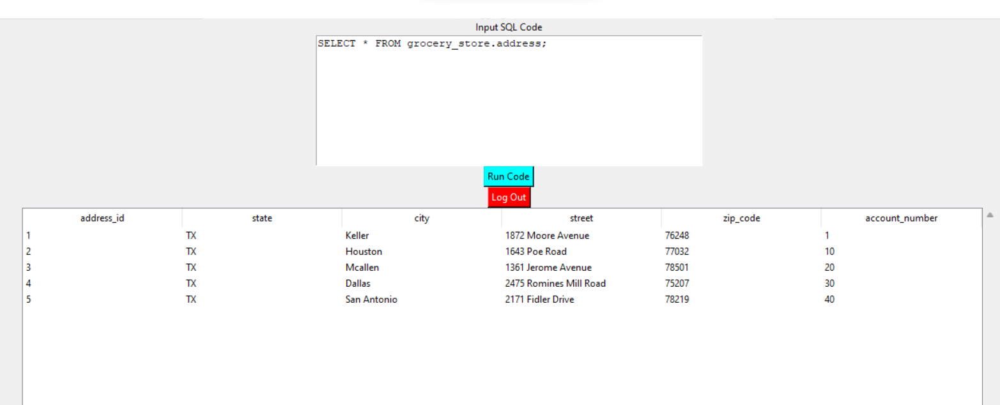 Input SQL Code
SELECT * FROM grocery_store.address;
Run Code
Log Out
address_id state city street zip_code account_number
1 TX Keller 1872 Moore Avenue 76248 1
2 TX Houston 1643 Poe Road 77032 10
3 TX Mcallen 1361 Jerome Avenue 78501 20
4 TX Dallas 2475 Romines Mill Road 75207 30
5 TX San Antonio 2171 Fidler Drive 78219 40